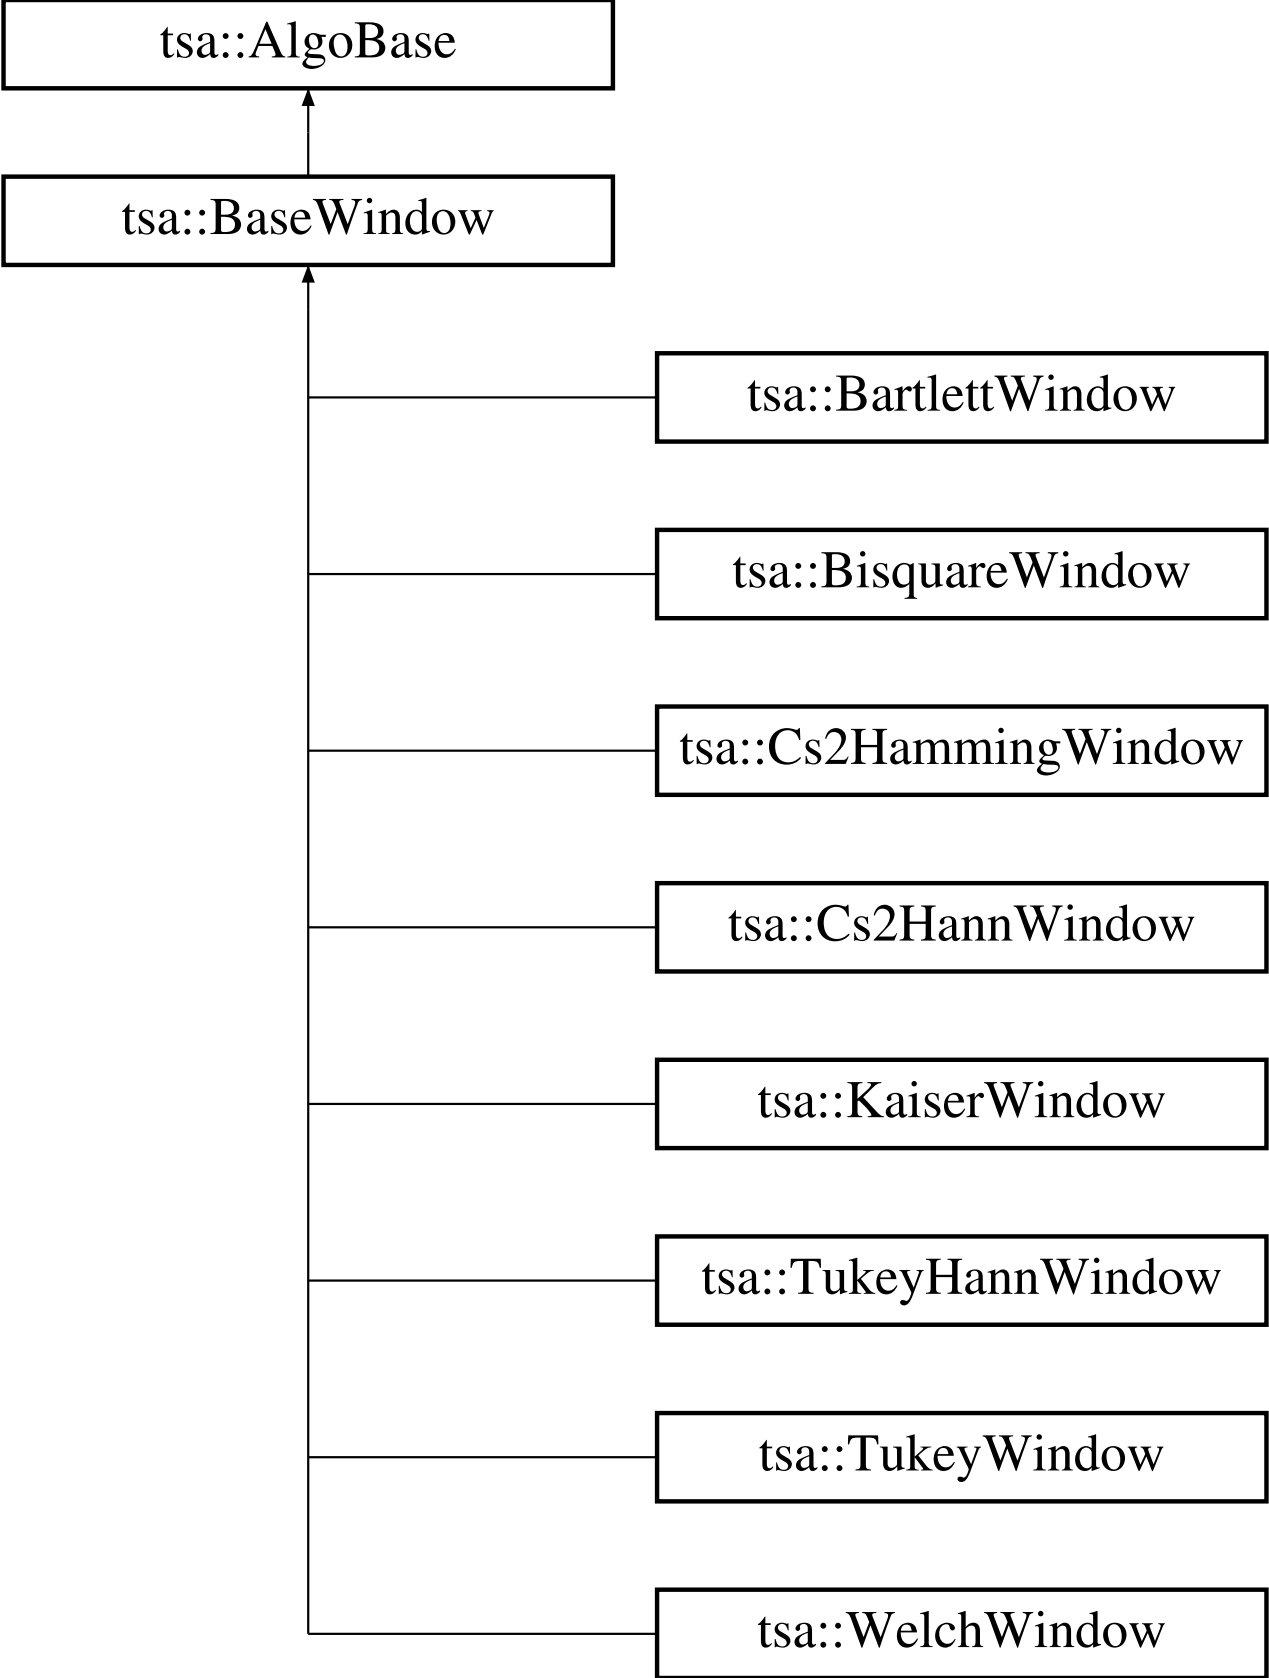 tsa::AlgoBase
tsa::BaseWindow
tsa::BartlettWindow
tsa::BisquareWindow
tsa::Cs2HammingWindow
tsa::Cs2HannWindow
tsa::KaiserWindow
tsa::TukeyHannWindow
tsa::TukeyWindow
tsa::WelchWindow